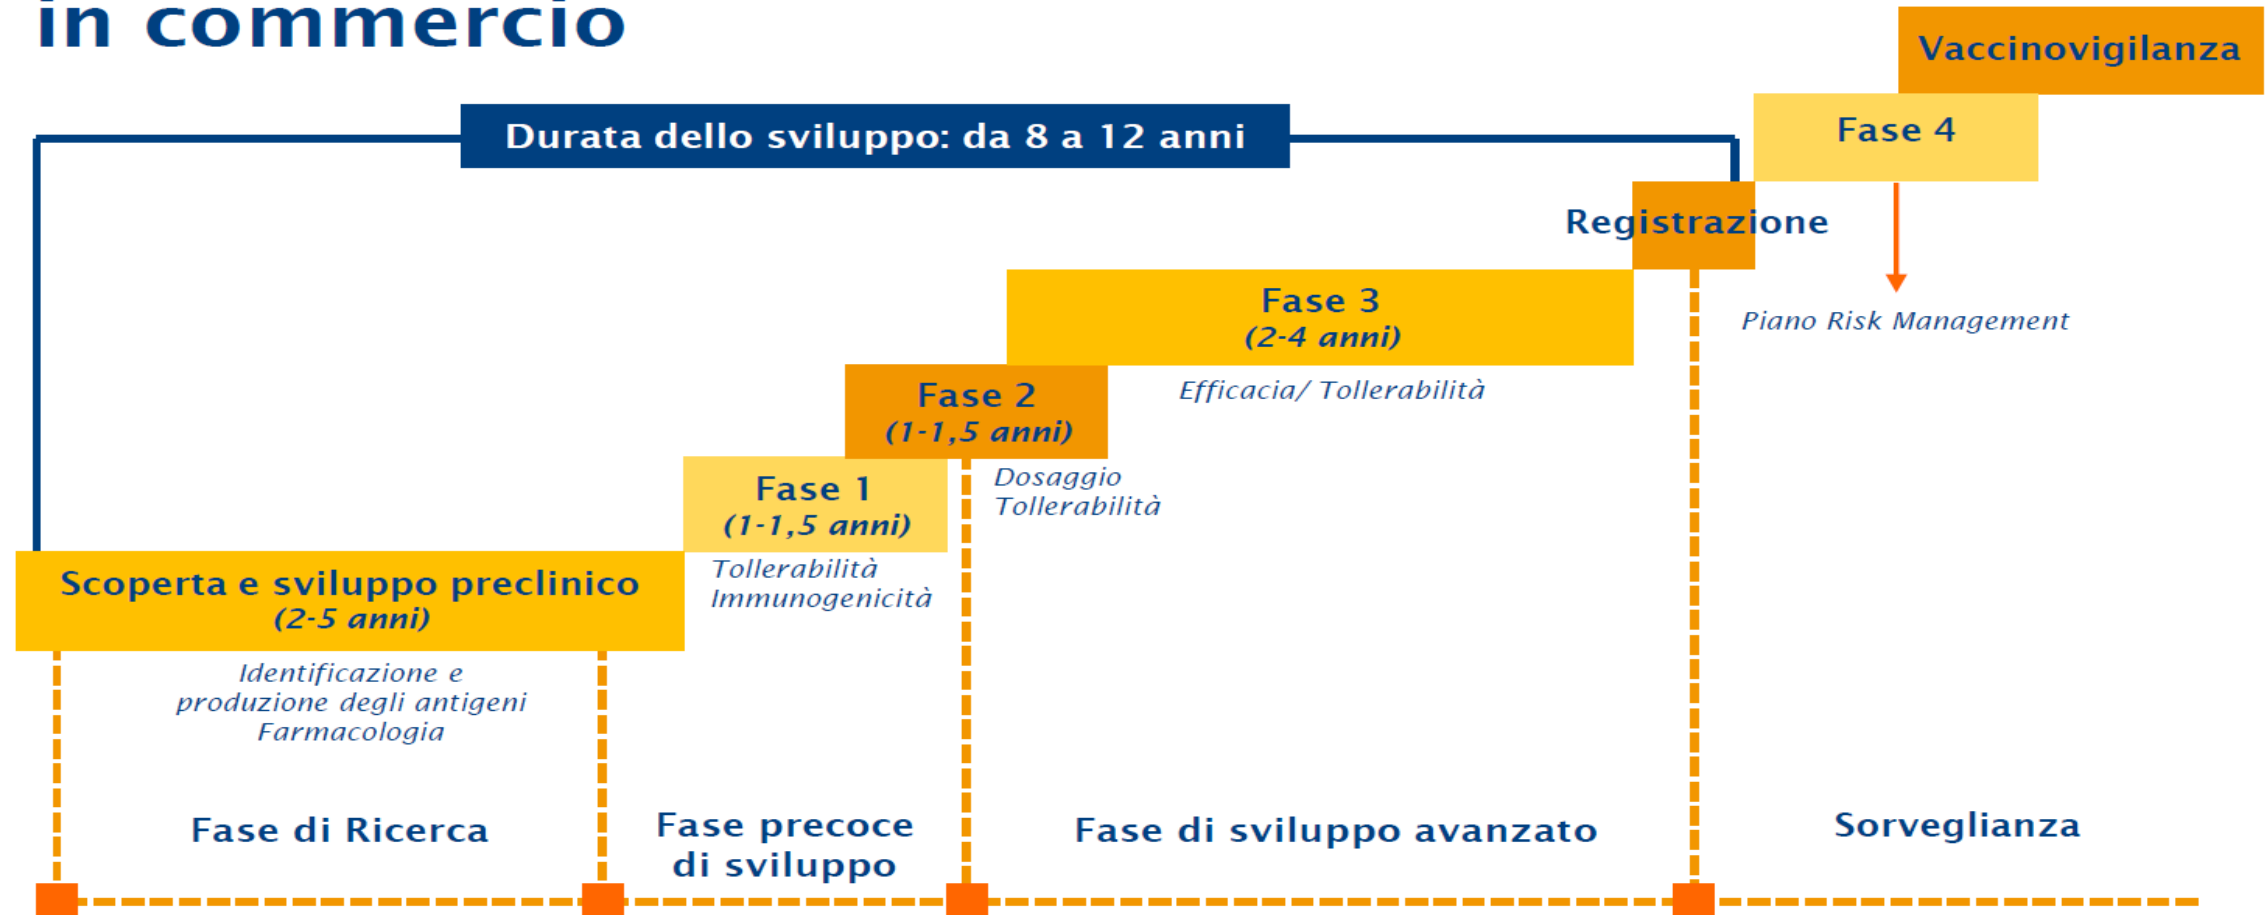 in commercio
Vaccinovigilanza
Durata dello sviluppo: da 8 a 12 anni
Fase 4
Registrazione
Fase 3
(2-4 anni)
Piano Risk Management
Efficacia/ Tollerabilità
Fase 2
(1-1,5 anni)
Dosaggio
Tollerabilità
Fase 1
(1-1,5 anni)
Tollerabilità
Immunogenicità
Scoperta e sviluppo preclinico
(2-5 anni)
Identificazione e
produzione degli antigeni
Farmacologia
Fase di Ricerca
Fase precoce
di sviluppo
Fase di sviluppo avanzato
Sorveglianza